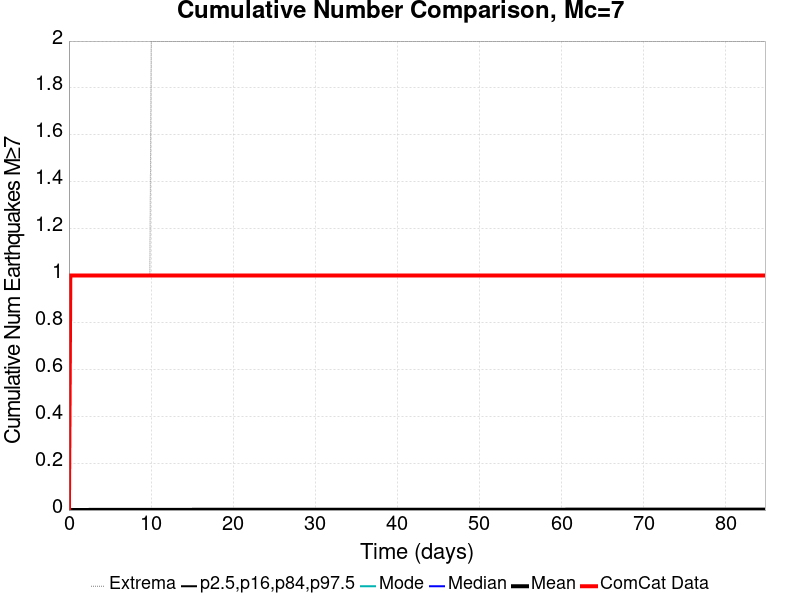 Cumulative Number Comparison, Mc=7
Cumulative Num Earthquakes M≥7
2
1.8
1.6
1.4
1.2
1
0.8
0.6
0.4
0.2
0
0 10 20 30 40 50 60 70 80
Time (days)
Extrema p2.5,p16,p84,p97.5 Mode Median Mean ComCat Data